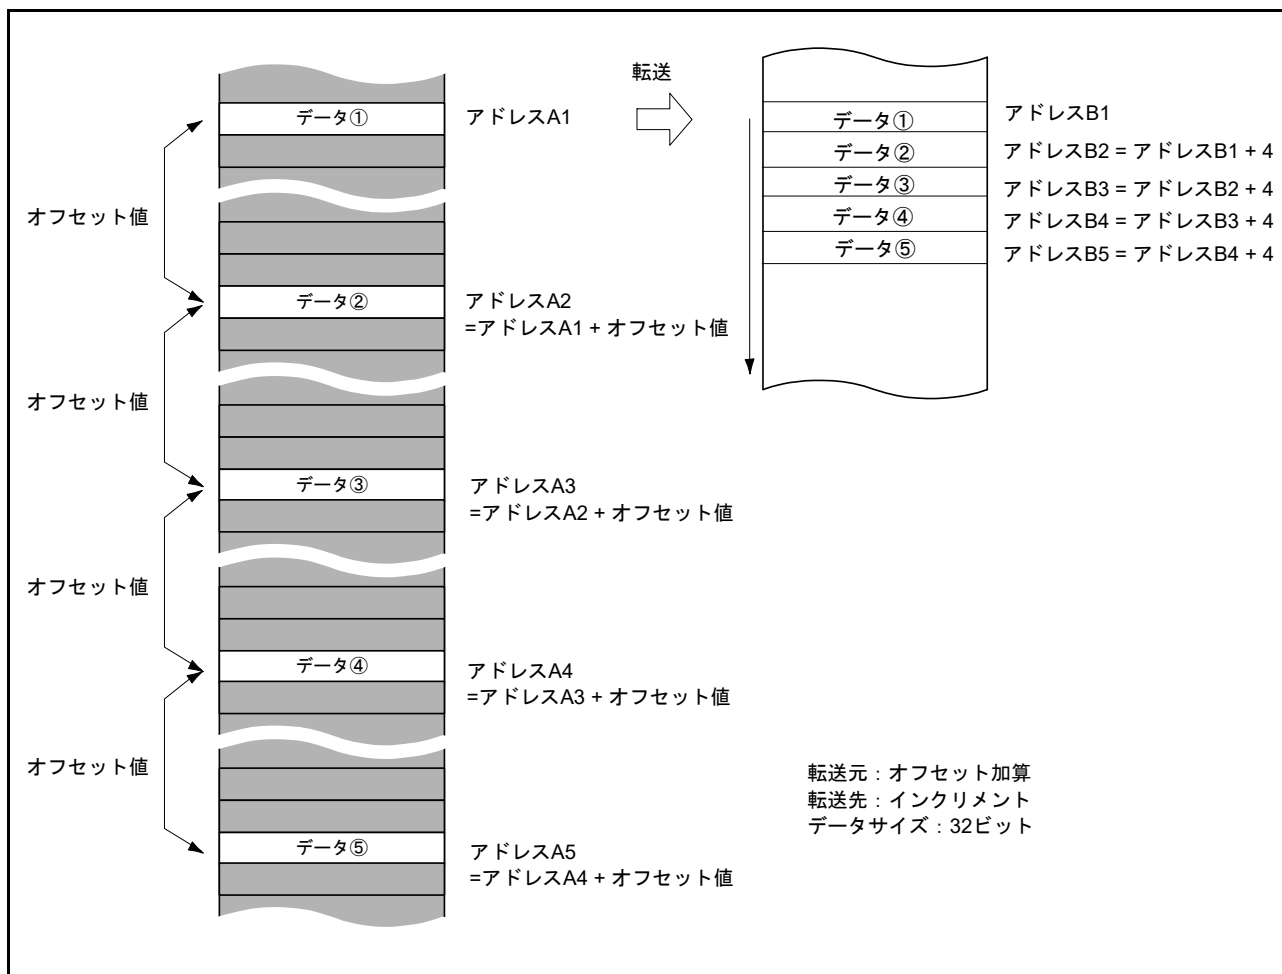 転送
データ①
アドレスA1
データ①
アドレスB1
データ②
アドレスB2 = アドレスB1 + 4
データ③
アドレスB3 = アドレスB2 + 4
データ④
アドレスB4 = アドレスB3 + 4
データ⑤
アドレスB5 = アドレスB4 + 4
オフセット値
データ②
アドレスA2
=アドレスA1 + オフセット値
オフセット値
データ③
アドレスA3
=アドレスA2 + オフセット値
オフセット値
データ④
アドレスA4
=アドレスA3 + オフセット値
オフセット値
転送元：オフセット加算
転送先：インクリメント
データサイズ：32ビット
データ⑤
アドレスA5
=アドレスA4 + オフセット値